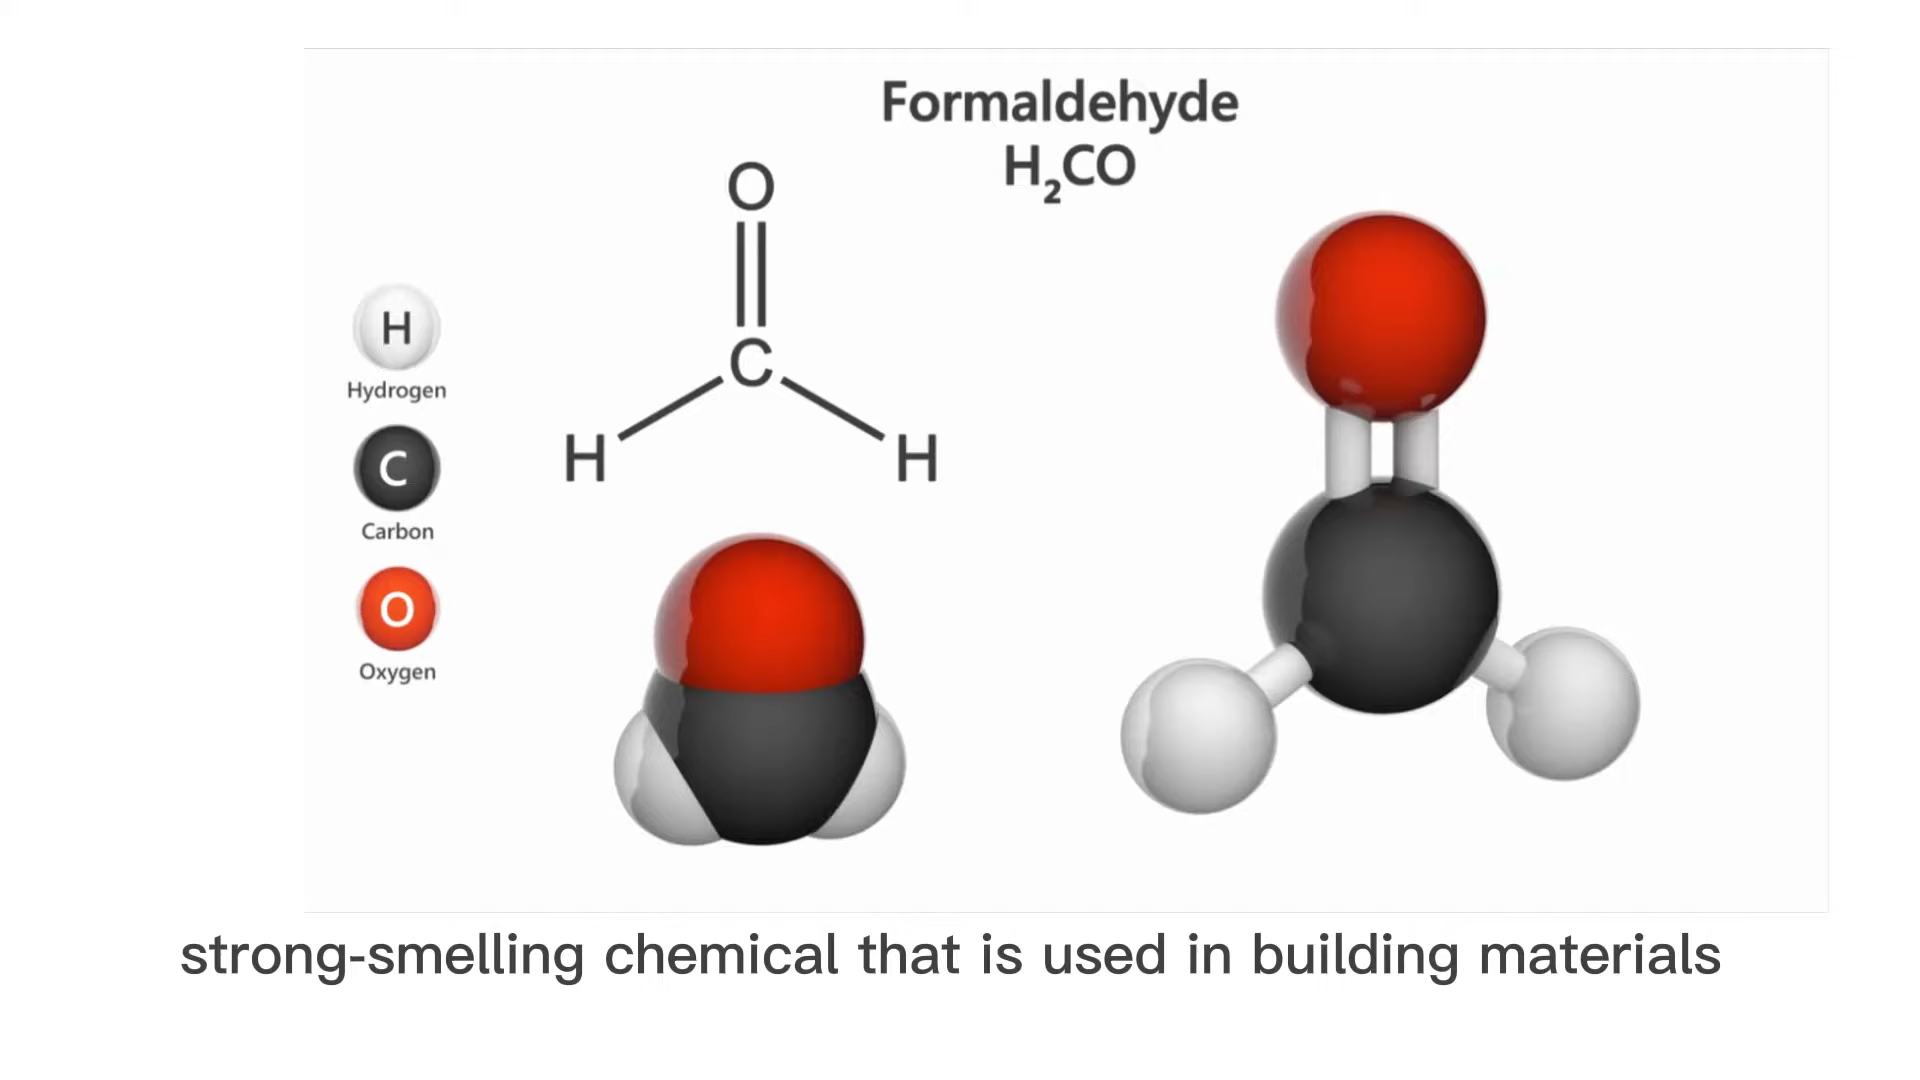 Formaldehyde
H₂CO
O
C
H H
H
Hydrogen
C
Carbon
O
Oxygen
strong-smelling chemical that is used in building materials